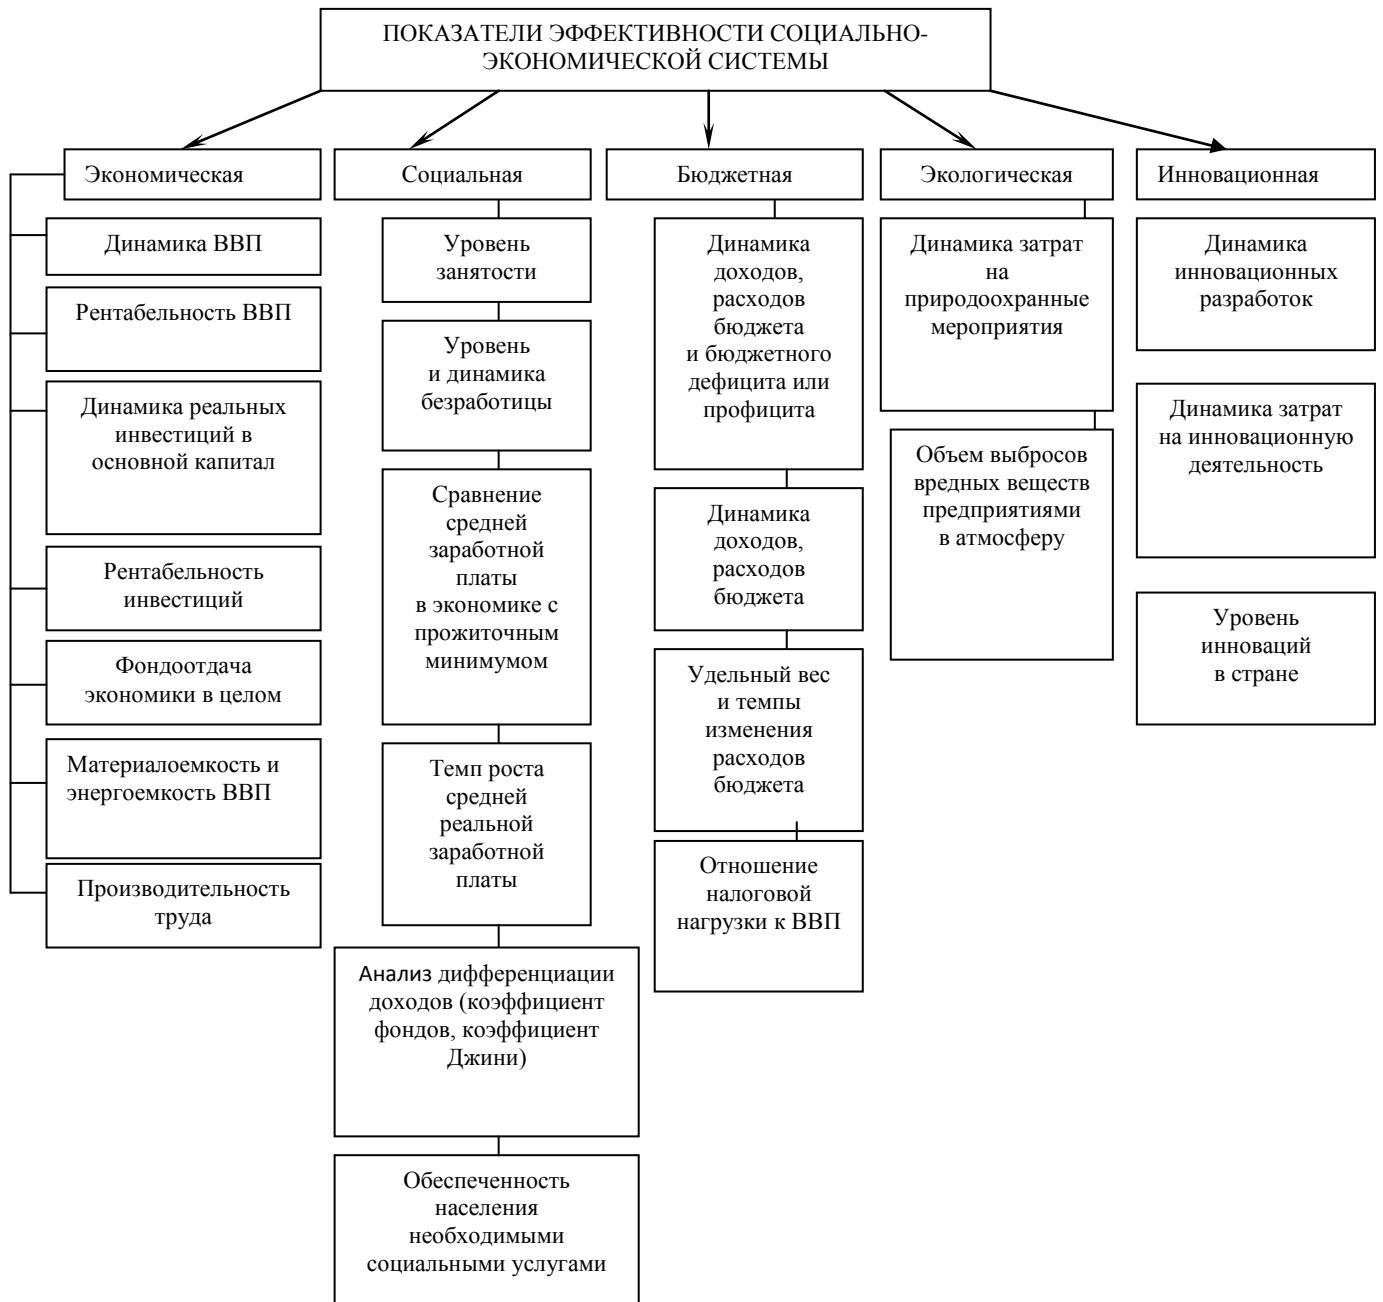 ПОКАЗАТЕЛИ ЭФФЕКТИВНОСТИ СОЦИАЛЬНО-
ЭКОНОМИЧЕСКОЙ СИСТЕМЫ
Экономическая
Динамика ВВП
Рентабельность ВВП
Динамика реальных
инвестиций в
основной капитал
Рентабельность
инвестиций
Фондоотдача
экономики в целом
Материалоемкость и
энергоемкость ВВП
Производительность
труда
Социальная
Уровень
занятости
Уровень
и динамика
безработицы
Сравнение
средней
заработной
платы
в экономике с
прожиточным
минимумом
Темп роста
средней
реальной
заработной
платы
Анализ дифференциации
доходов (коэффициент
фондов, коэффициент
Джини)
Обеспеченность
населения
необходимыми
социальными услугами
Бюджетная
Динамика
доходов,
расходов
бюджета
и бюджетного
дефицита или
профицита
Динамика
доходов,
расходов
бюджета
Удельный вес
и темпы
изменения
расходов
бюджета
Отношение
налоговой
нагрузки к ВВП
Экологическая
Динамика затрат
на
природоохранные
мероприятия
Объем выбросов
вредных веществ
предприятиями
в атмосферу
Инновационная
Динамика
инновационных
разработок
Динамика затрат
на инновационную
деятельность
Уровень
инноваций
в стране